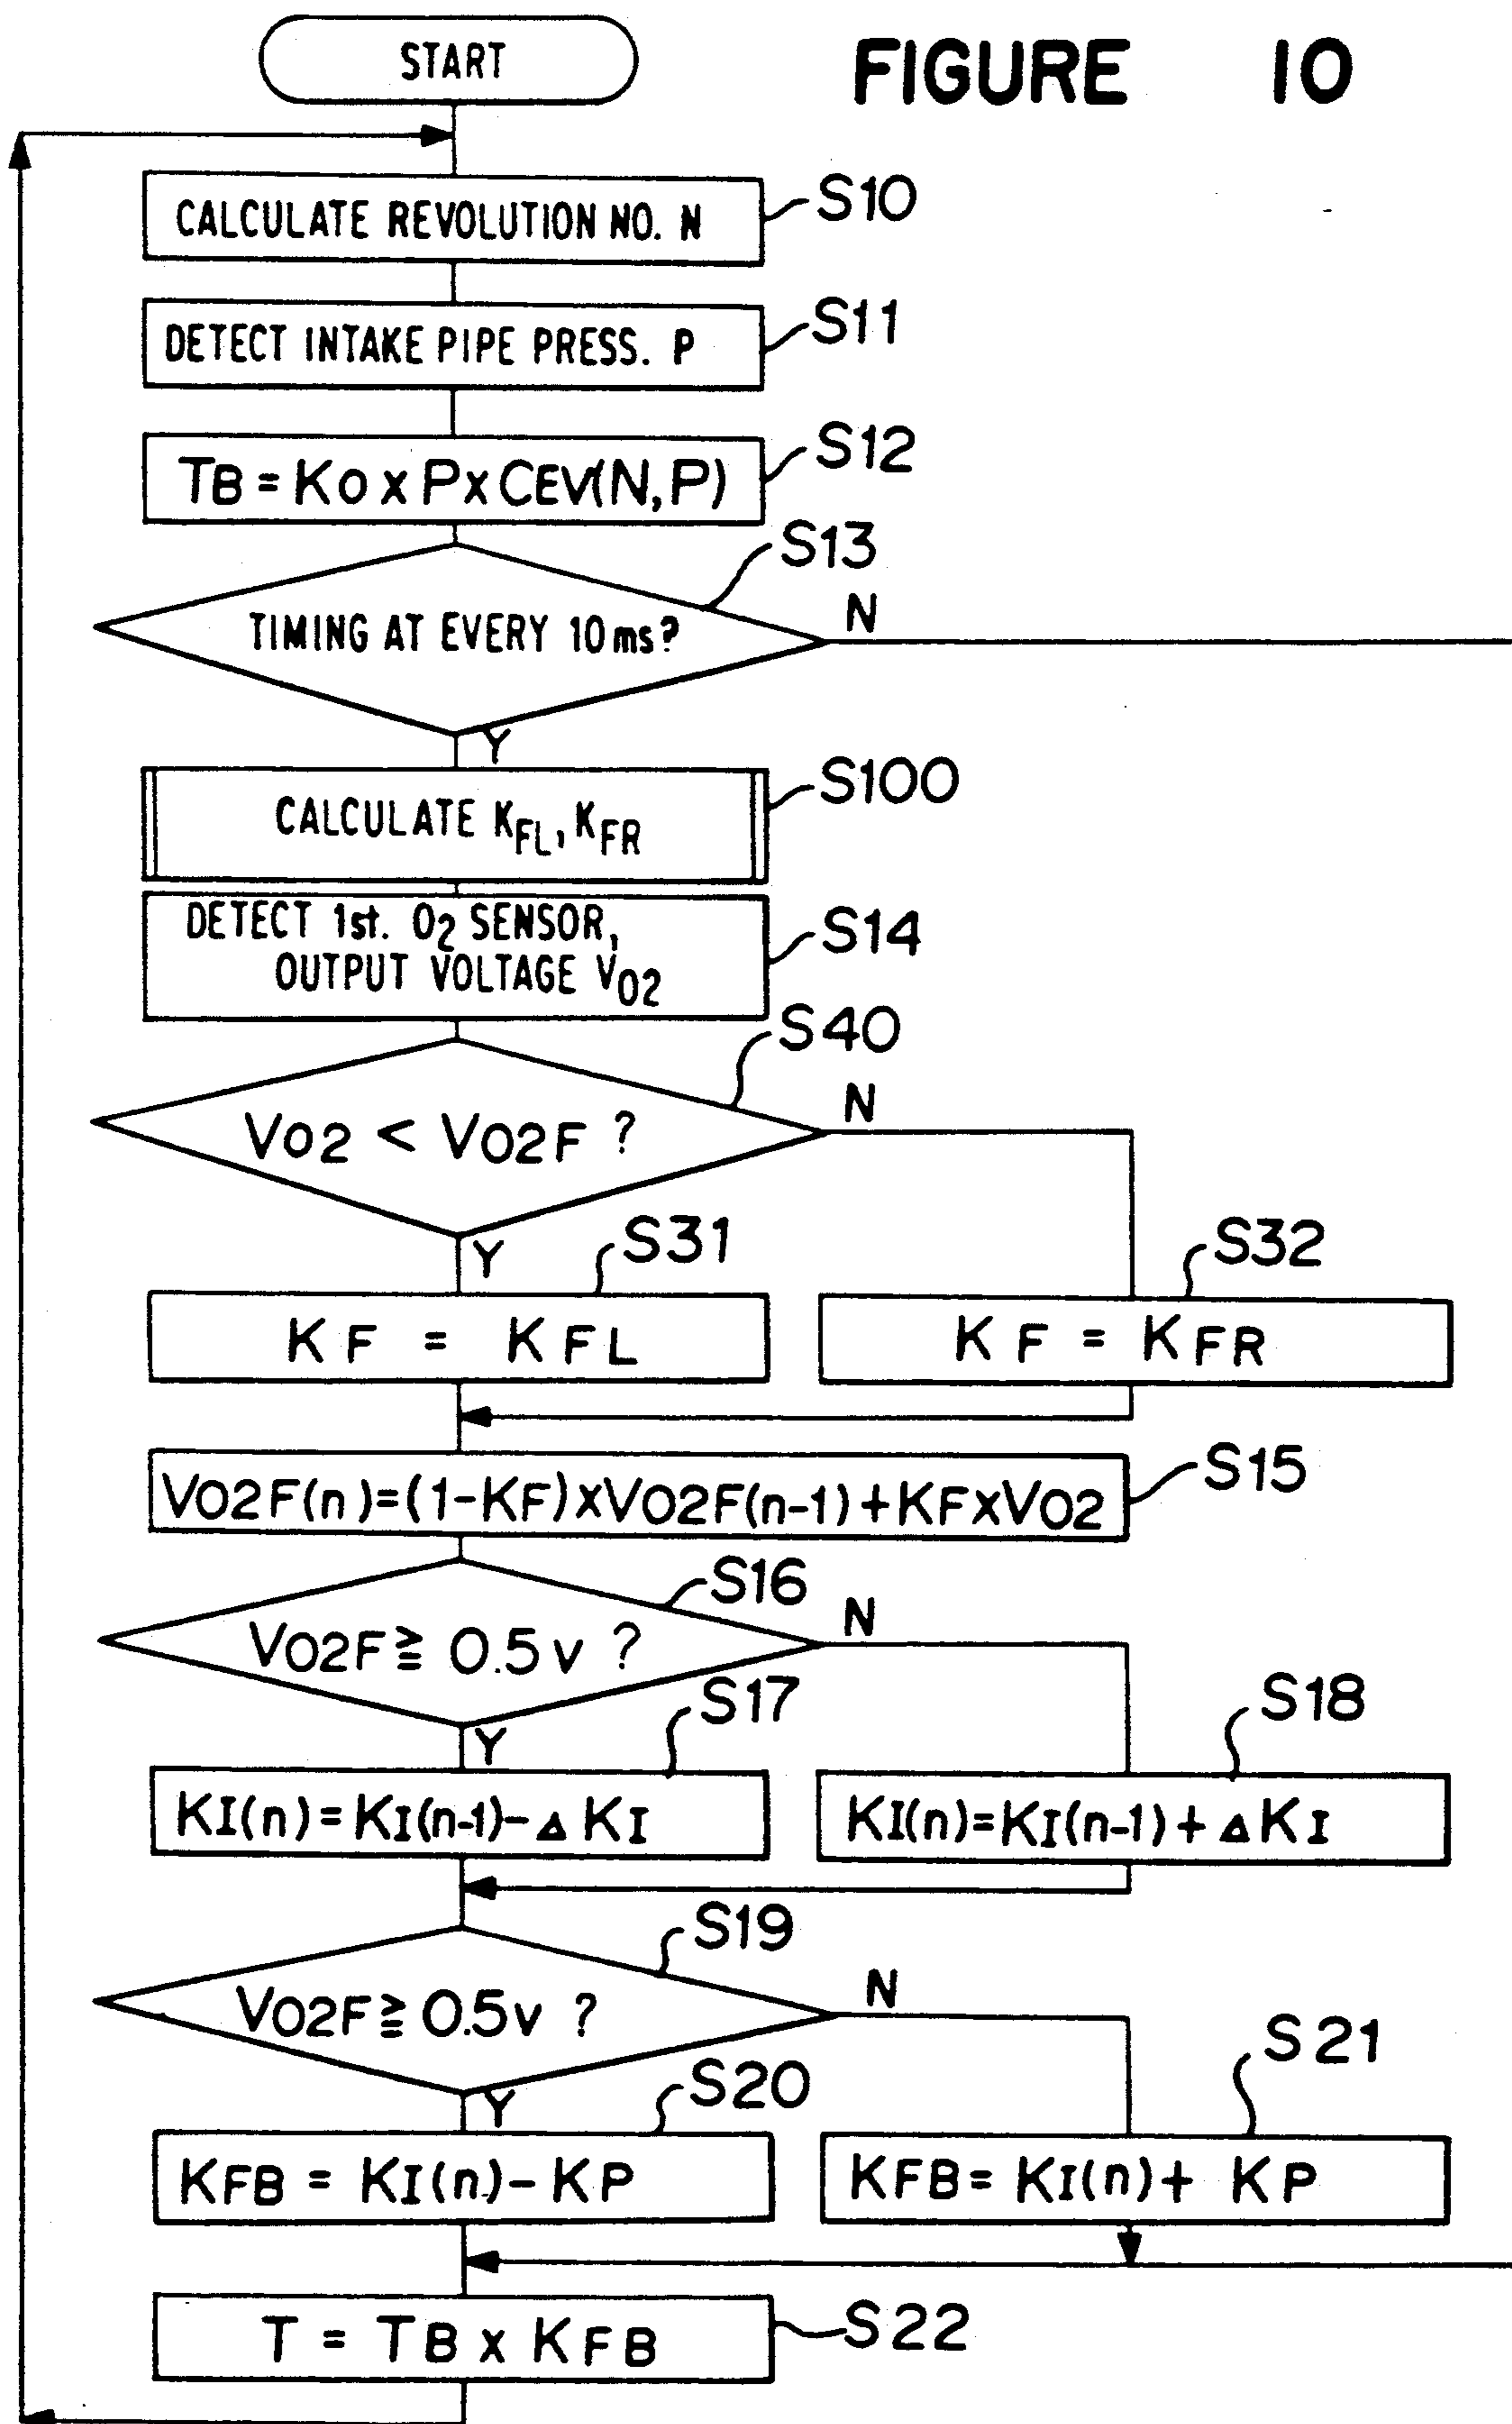 FIGURE 10
START
CALCULATE REVOLUTION NO. N
S10
DETECT INTAKE PIPE PRESS. P
S11
TB = KO x P x CEV(N,P)
S12
S13
TIMING AT EVERY 10ms?
N
Y
CALCULATE KFL, KFR
S100
DETECT 1st. O2 SENSOR,
OUTPUT VOLTAGE VO2
S14
S40
VO2 < VO2F ?
N
Y
S31
S32
KF = KFL
KF = KFR
VO2F(n)=(1-KF)xVO2F(n-1)+KFxVO2
S15
S16
VO2F ≧ 0.5v ?
N
Y
S17
S18
KI(n)=KI(n-1)-ΔKI
KI(n)=KI(n-1)+ΔKI
S19
VO2F ≧ 0.5v ?
N
Y
S20
S21
KFB = KI(n)- KP
KFB = KI(n)+ KP
T = TB x KFB
S22